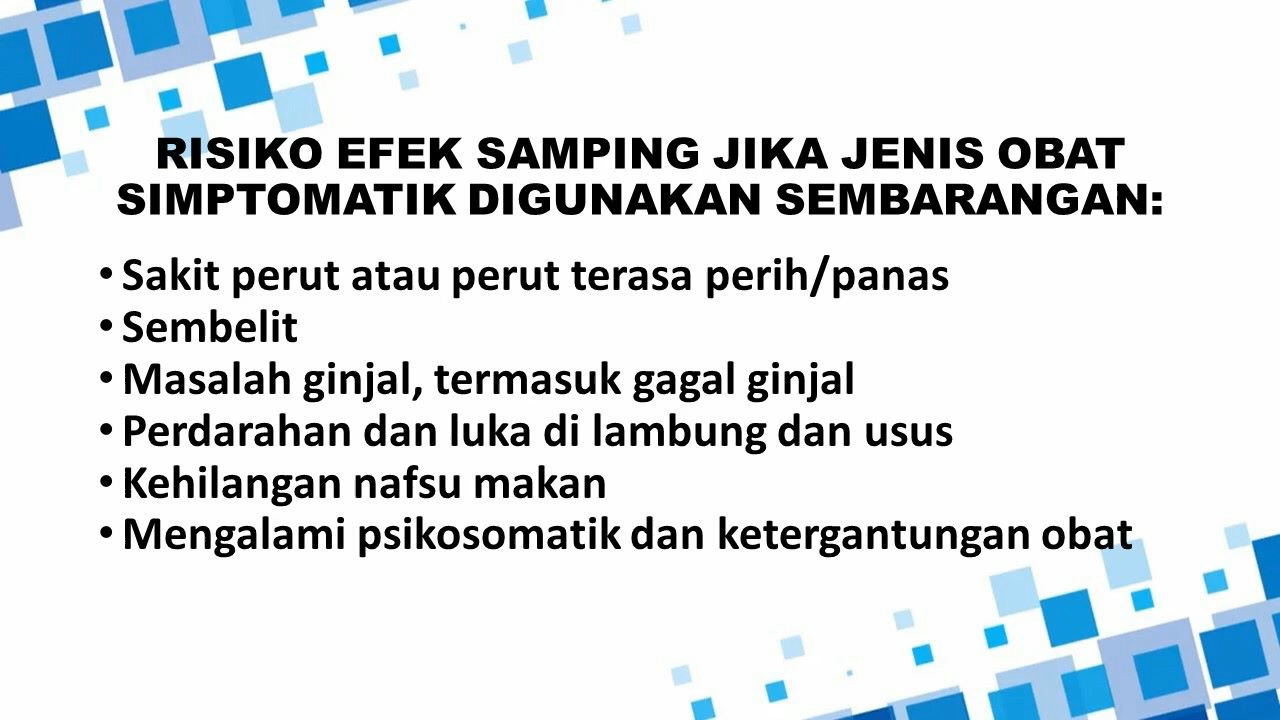 RISIKO EFEK SAMPING JIKA JENIS OBAT
SIMPTOMATIK DIGUNAKAN SEMBARANGAN:
• Sakit perut atau perut terasa perih/panas
• Sembelit
• Masalah ginjal, termasuk gagal ginjal
• Perdarahan dan luka di lambung dan usus
• Kehilangan nafsu makan
• Mengalami psikosomatik dan ketergantungan obat